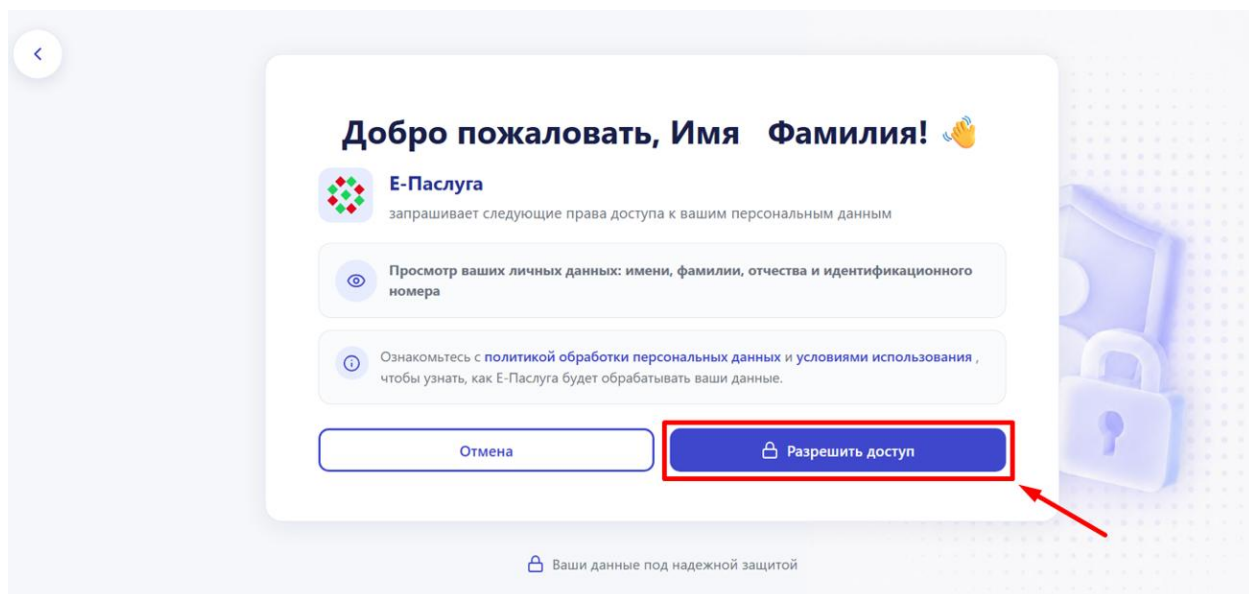 Добро пожаловать, Имя Фамилия! 👋
Е-Паслуга
запрашивает следующие права доступа к вашим персональным данным
Просмотр ваших личных данных: имени, фамилии, отчества и идентификационного
номера
Ознакомьтесь с политикой обработки персональных данных и условиями использования ,
чтобы узнать, как Е-Паслуга будет обрабатывать ваши данные.
Отмена
Разрешить доступ
Ваши данные под надежной защитой